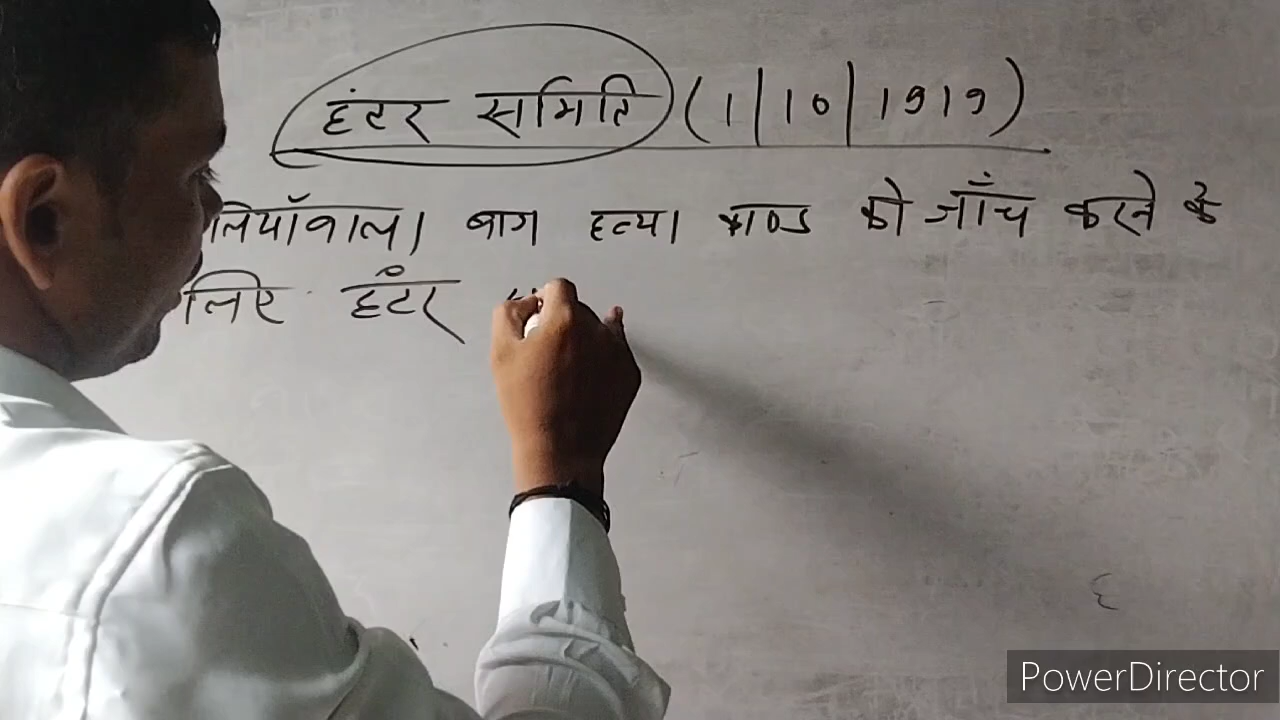 हंटर समिति (1|10|1919)
लियाँवाला बाग हत्या काण्ड की जाँच करने के
लिए हंटर
PowerDirector